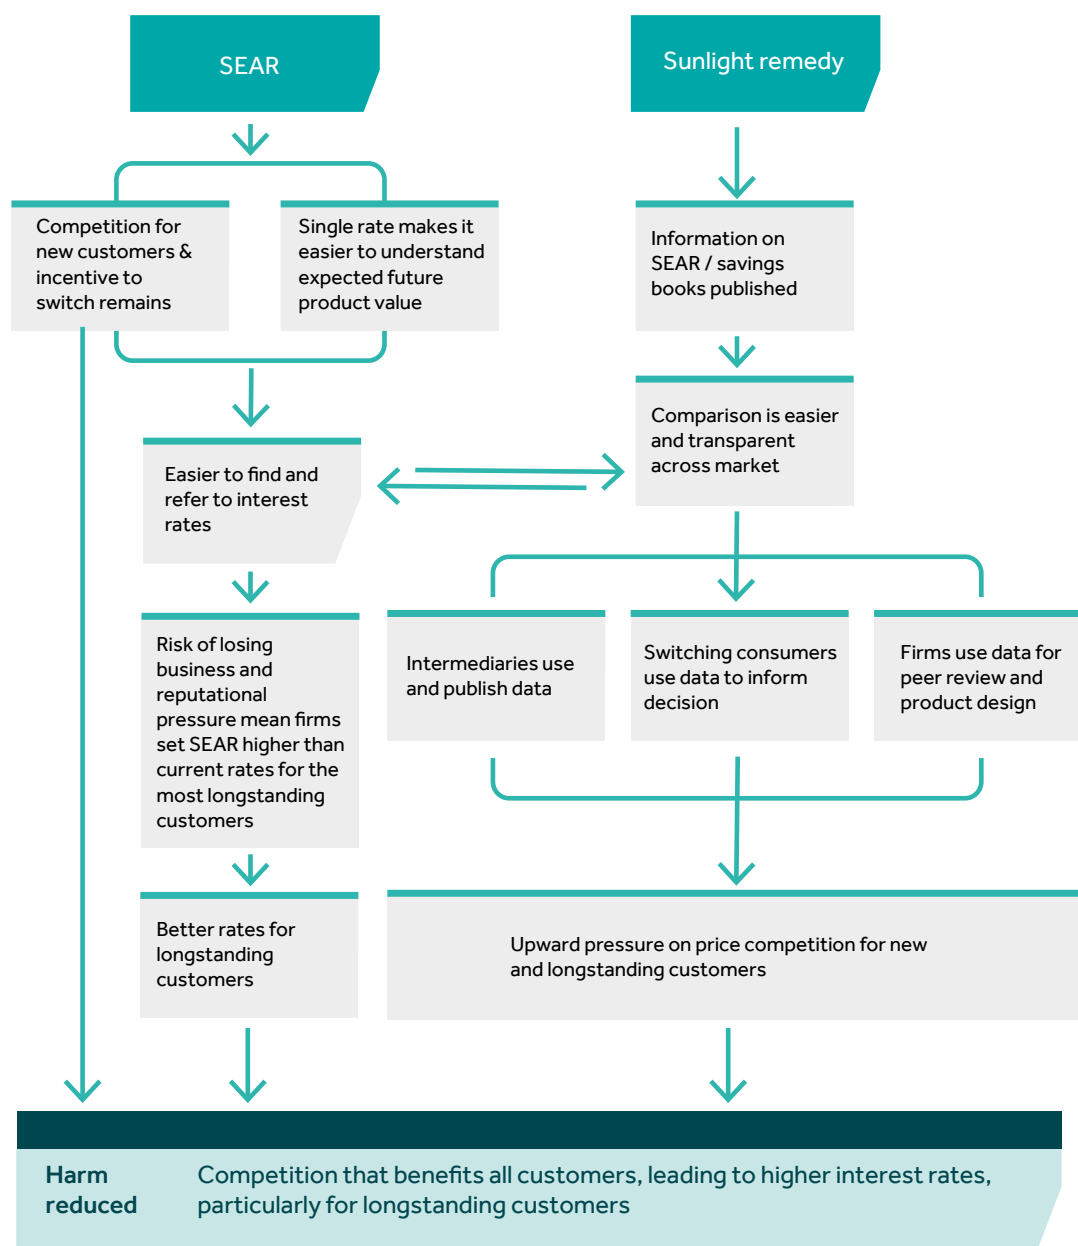 SEAR
Sunlight remedy
Competition for
new customers &
incentive to
switch remains
Single rate makes it
easier to understand
expected future
product value
Information on
SEAR / savings
books published
Comparison is easier
and transparent
across market
Easier to find and
refer to interest
rates
Risk of losing
business and
reputational
pressure mean firms
set SEAR higher than
current rates for the
most longstanding
customers
Intermediaries use
and publish data
Switching consumers
use data to inform
decision
Firms use data for
peer review and
product design
Better rates for
longstanding
customers
Upward pressure on price competition for new
and longstanding customers
Harm
reduced
Competition that benefits all customers, leading to higher interest rates,
particularly for longstanding customers